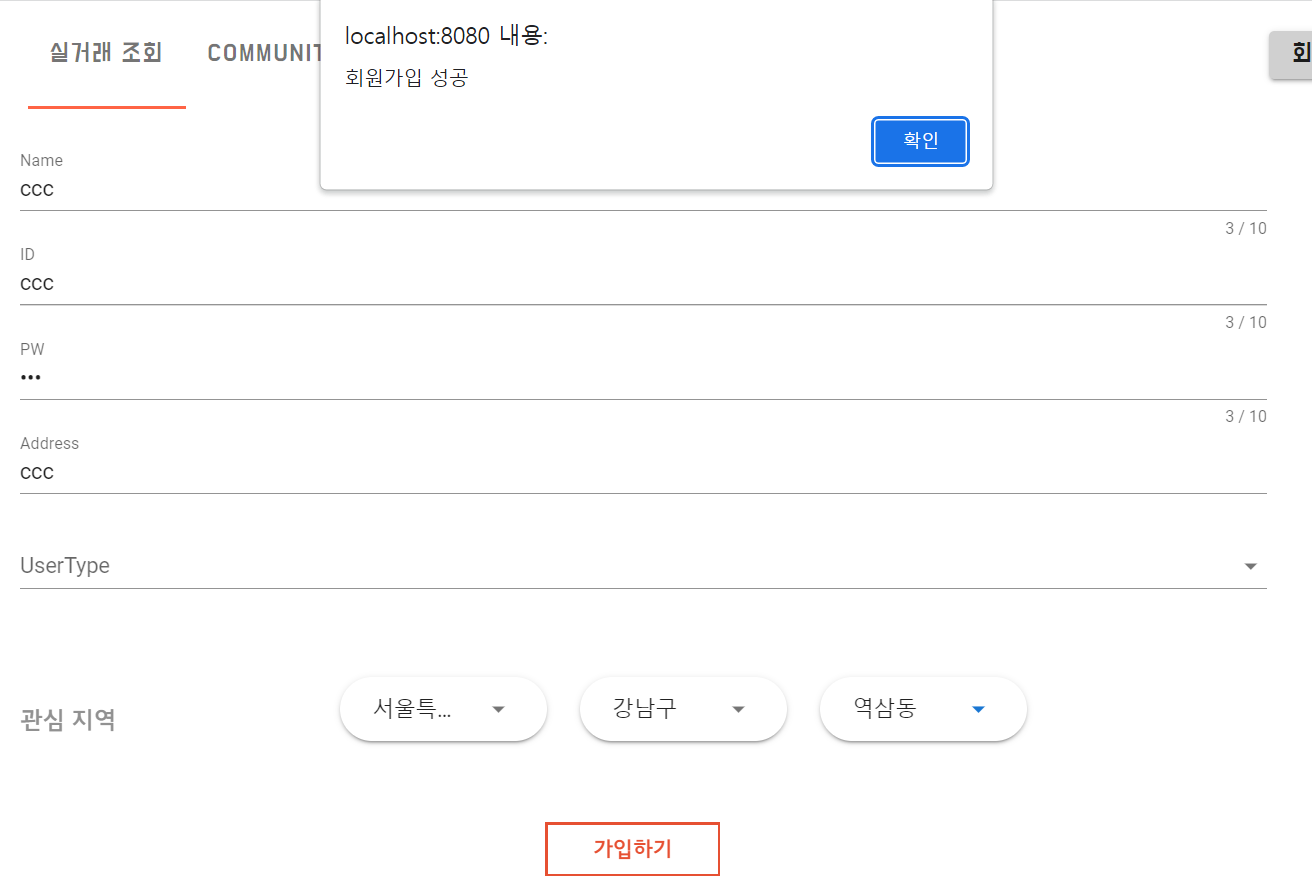 실거래 조회 COMMUNIT
localhost:8080 내용:
회원가입 성공
확인
회
Name
ccc
3 / 10
ID
ccc
3 / 10
PW
•••
3 / 10
Address
ccc
UserType
관심 지역 서울특... 강남구 역삼동
가입하기